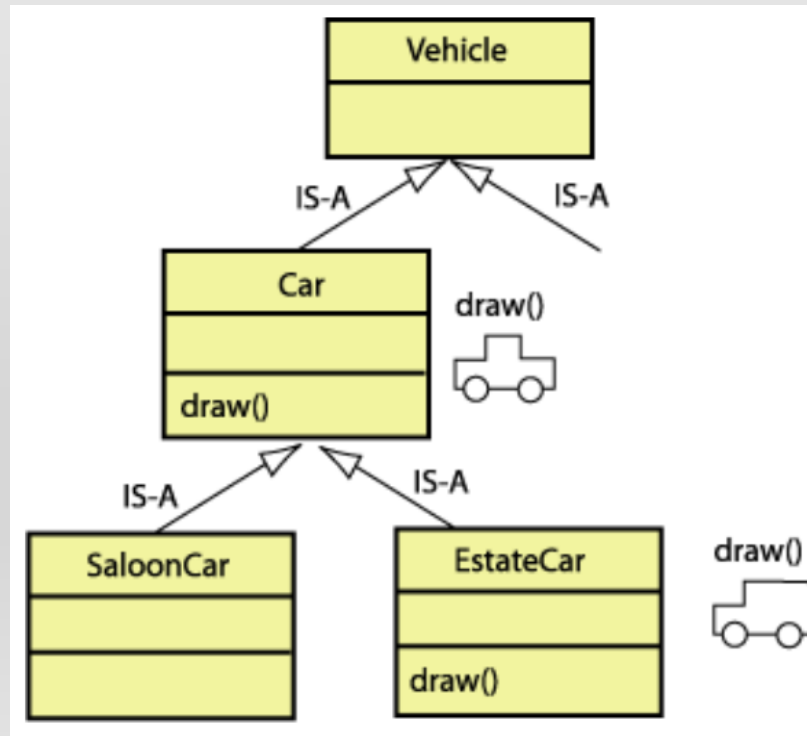 Vehicle
IS-A
IS-A
Car
draw()
draw()
IS-A
IS-A
SaloonCar
EstateCar
draw()
draw()